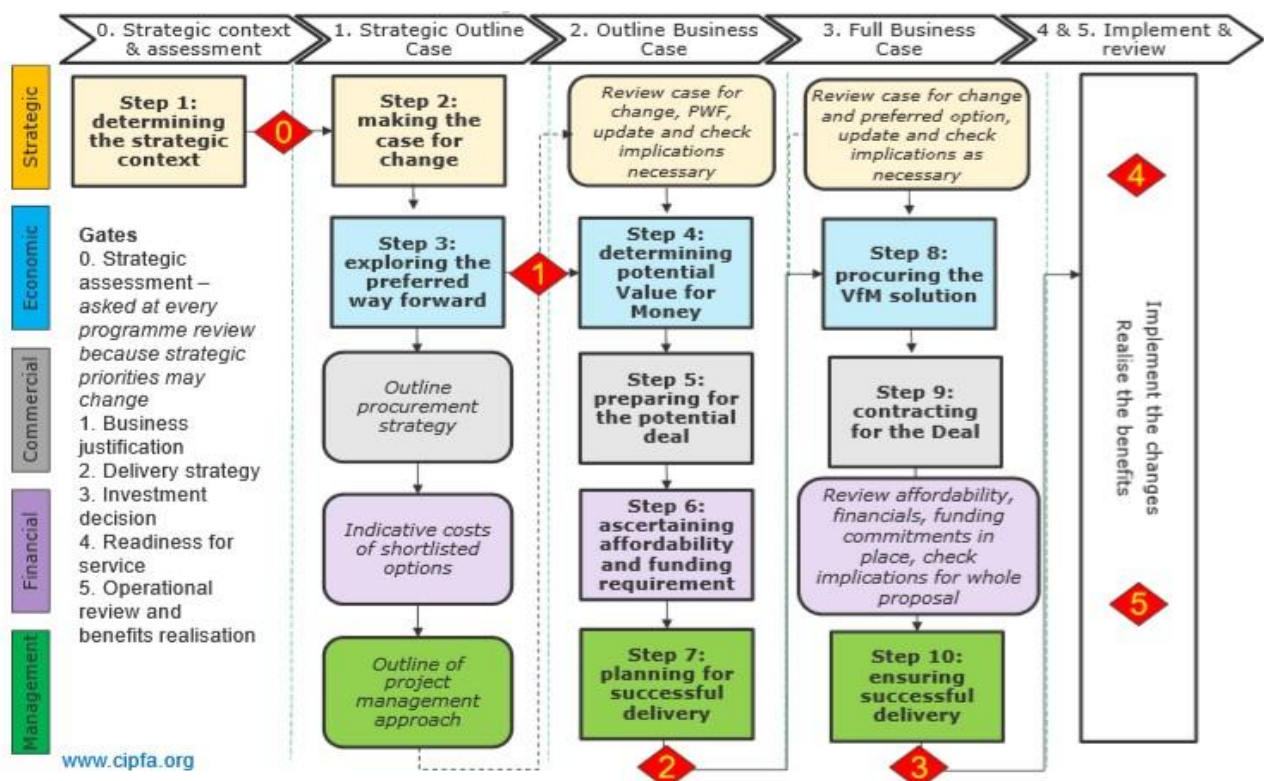 0. Strategic context
& assessment
1. Strategic Outline
Case
2. Outline Business
Case
3. Full Business
Case
4 & 5. Implement &
review
Strategic
Economic
Commercial
Financial
Management
Step 1:
determining
the strategic
context
0
Gates
0. Strategic
assessment –
asked at every
programme review
because strategic
priorities may
change
1. Business
justification
2. Delivery strategy
3. Investment
decision
4. Readiness for
service
5. Operational
review and
benefits realisation
www.cipfa.org
Step 2:
making the
case for
change
Step 3:
exploring the
preferred
way forward
1
Outline
procurement
strategy
Indicative costs
of shortlisted
options
Outline of
project
management
approach
Review case for
change, PWF,
update and check
implications
necessary
Step 4:
determining
potential
Value for
Money
Step 5:
preparing for
the potential
deal
Step 6:
ascertaining
affordability
and funding
requirement
Step 7:
planning for
successful
delivery
2
Review case for change
and preferred option,
update and check
implications as
necessary
Step 8:
procuring the
VfM solution
Step 9:
contracting
for the Deal
Review affordability,
financials, funding
commitments in
place, check
implications for whole
proposal
Step 10:
ensuring
successful
delivery
3
4
Implement the changes
Realise the benefits
5